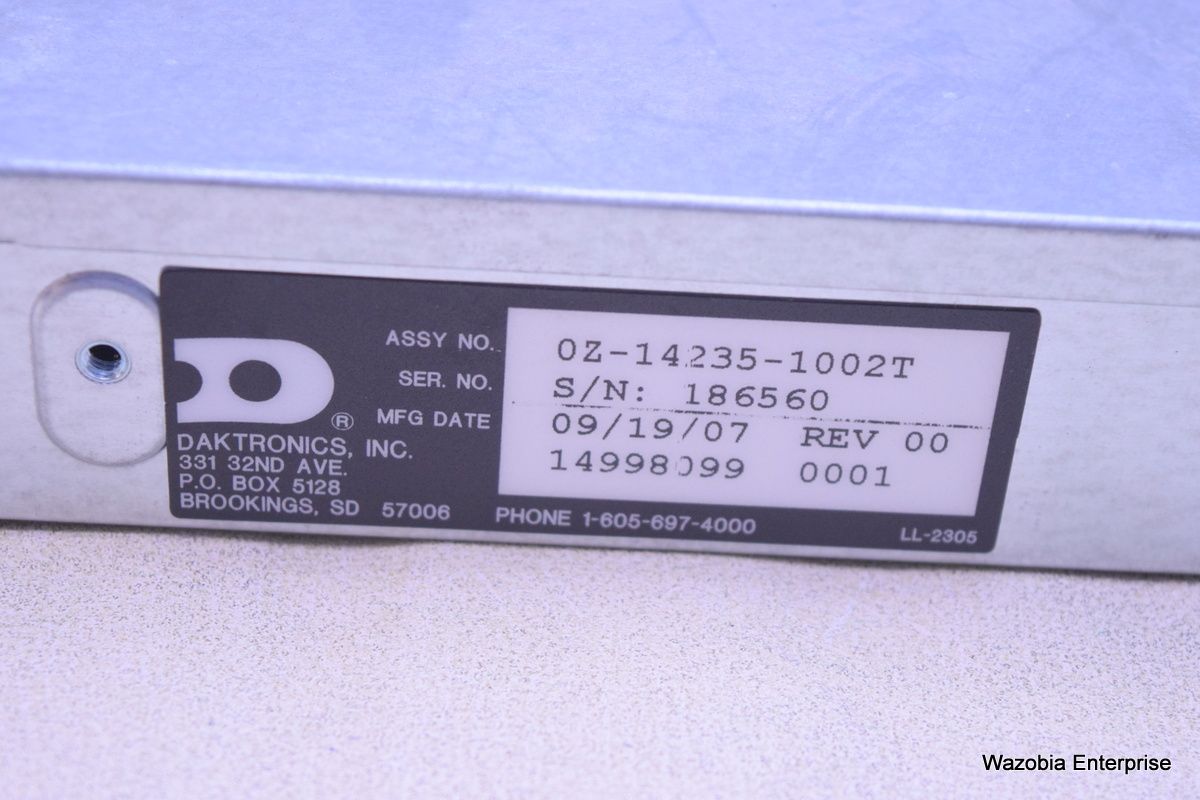 ASSY NO. 0Z-14235-1002T
SER. NO. S/N: 186560
MFG DATE 09/19/07 REV 00
14998099 0001
®
DAKTRONICS, INC.
331 32ND AVE.
P.O. BOX 5128
BROOKINGS, SD 57006 PHONE 1-605-697-4000 LL-2305
Wazobia Enterprise